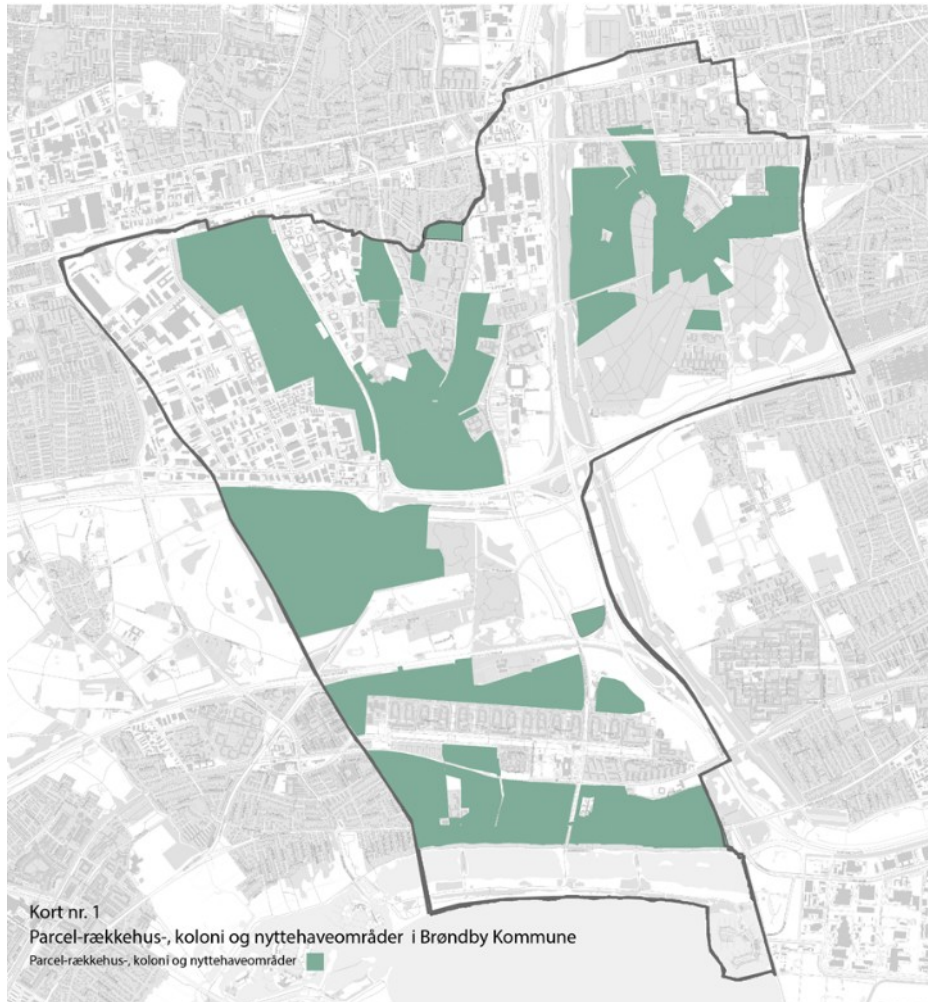 Kort nr. 1
Parcel-rækkehus-, koloni og nyttehaveområder i Brøndby Kommune
Parcel-rækkehus-, koloni og nyttehaveområder